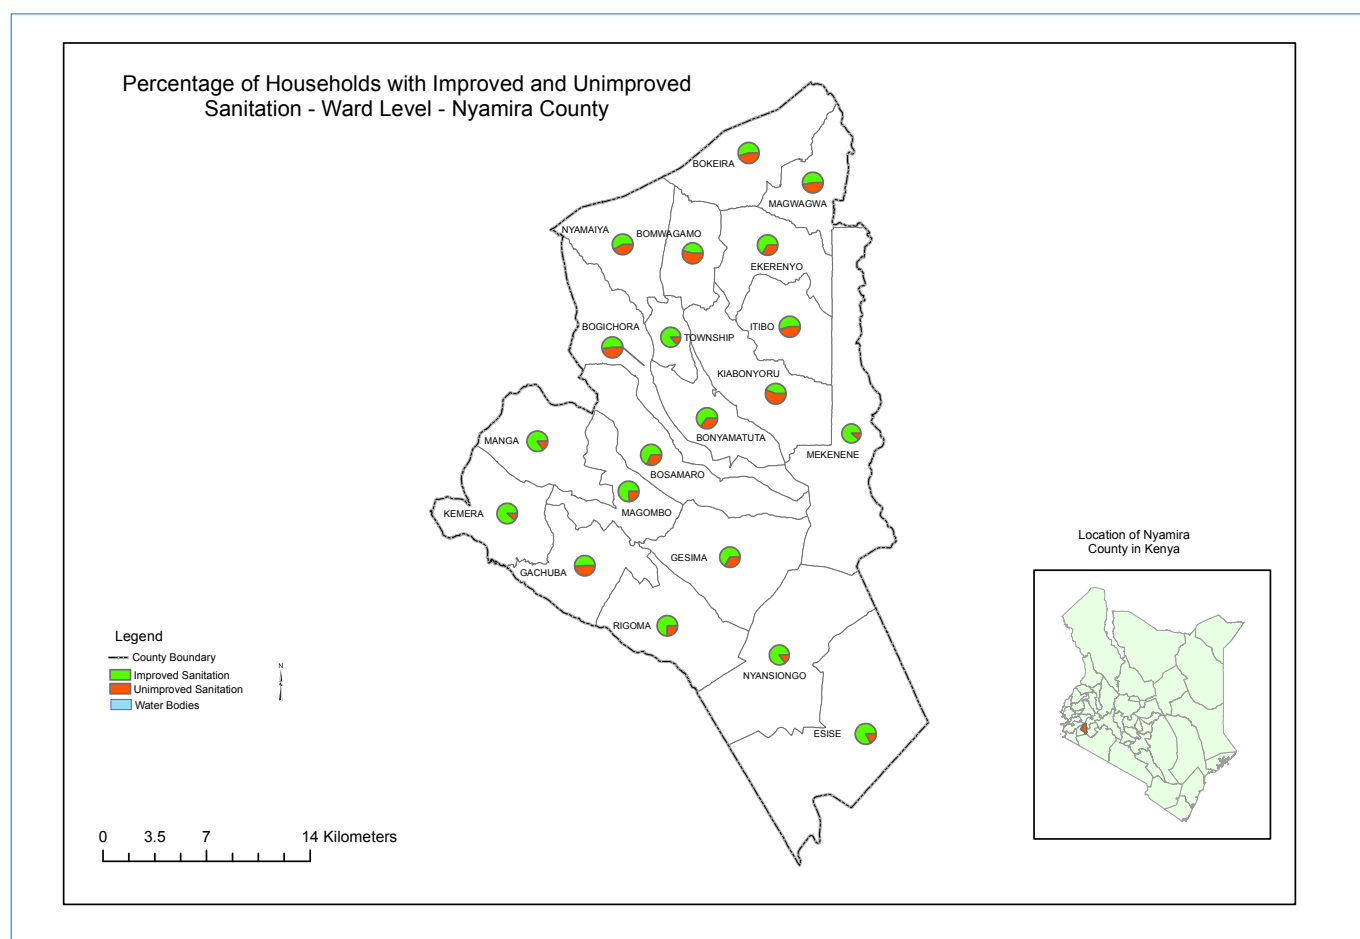 Percentage of Households with Improved and Unimproved
Sanitation - Ward Level - Nyamira County
BOKEIRA
MAGWAGWA
NYAMAIYA
BOMWAGAMO
EKERENYO
BOGICHORA
TOWNSHIP
ITIBO
KIABONYORU
BONYAMATUTA
MANGA
MEKENENE
BOSAMARO
KEMERA
MAGOMBO
GESIMA
GACHUBA
RIGOMA
NYANSIONGO
ESISE
Location of Nyamira
County in Kenya
Legend
County Boundary
Improved Sanitation
Unimproved Sanitation
Water Bodies
N
0 3.5 7 14 Kilometers